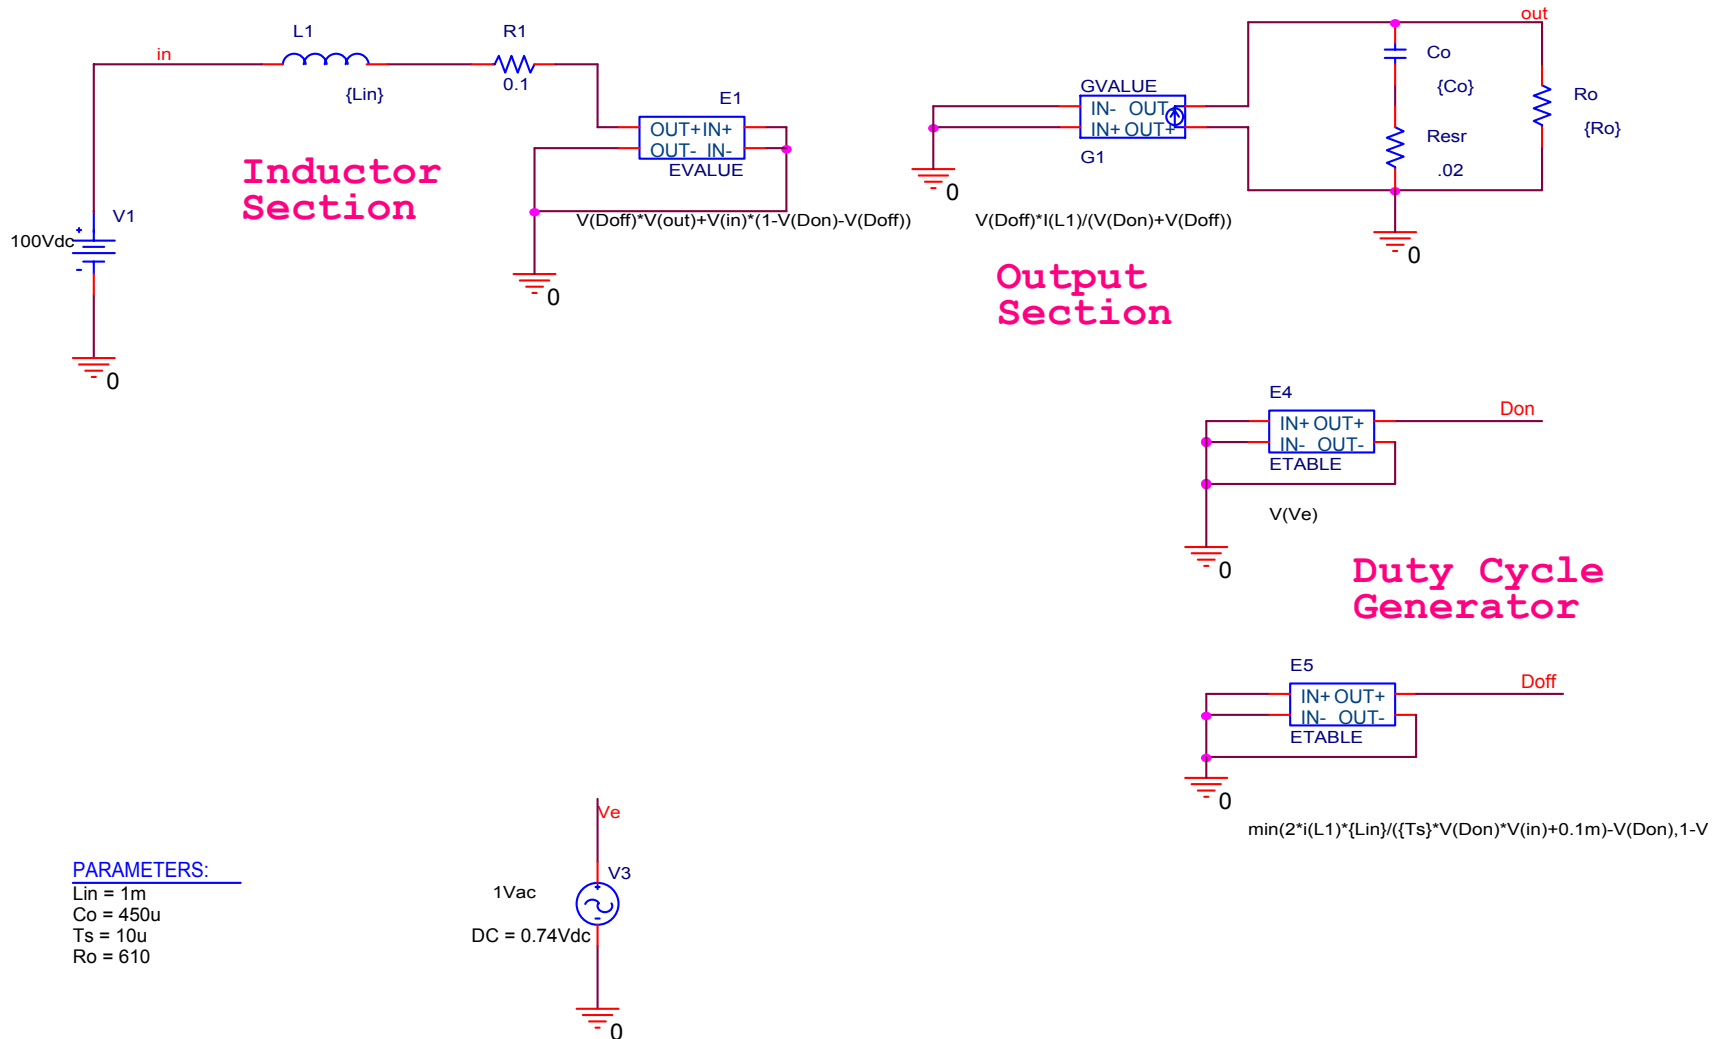 in
L1
{Lin}
R1
0.1
E1
OUT+ IN+
OUT- IN-
EVALUE
V(Doff)*V(out)+V(in)*(1-V(Don)-V(Doff))
0
Inductor
Section
V1
100Vdc
+
-
0
GVALUE
IN- OUT-
IN+ OUT+
G1
V(Doff)*I(L1)/(V(Don)+V(Doff))
0
out
Co
{Co}
Resr
.02
Ro
{Ro}
0
Output
Section
E4
IN+ OUT+
IN- OUT-
ETABLE
V(Ve)
Don
0
Duty Cycle
Generator
E5
IN+ OUT+
IN- OUT-
ETABLE
Doff
0
min(2*i(L1)*{Lin}/({Ts}*V(Don)*V(in)+0.1m)-V(Don),1-V
PARAMETERS:
Lin = 1m
Co = 450u
Ts = 10u
Ro = 610
Ve
V3
1Vac
+
-
DC = 0.74Vdc
0